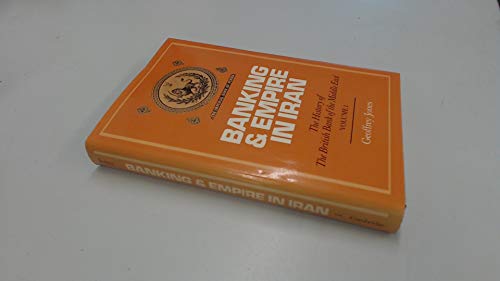 BANKING
& EMPIRE
IN IRAN
The History of
The British Bank of the Middle East
VOLUME 1
Geoffrey Jones
BANKING & EMPIRE IN IRAN